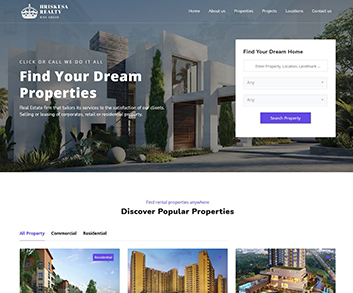 HRISKESA
REALTY
RISE ABOVE
Home
About us
Properties
Projects
Locations
Contact us
CLICK OR CALL WE DO IT ALL
Find Your Dream
Properties
Real Estate firm that tailors its services to the satisfaction of our clients.
Selling or leasing of corporates, retail or residential property.
Find Your Dream Home
Enter Property, Location, Landmark ...
Any
Any
Search Property
Find rental properties anywhere
Discover Popular Properties
All Property
Commercial
Residential
Residential